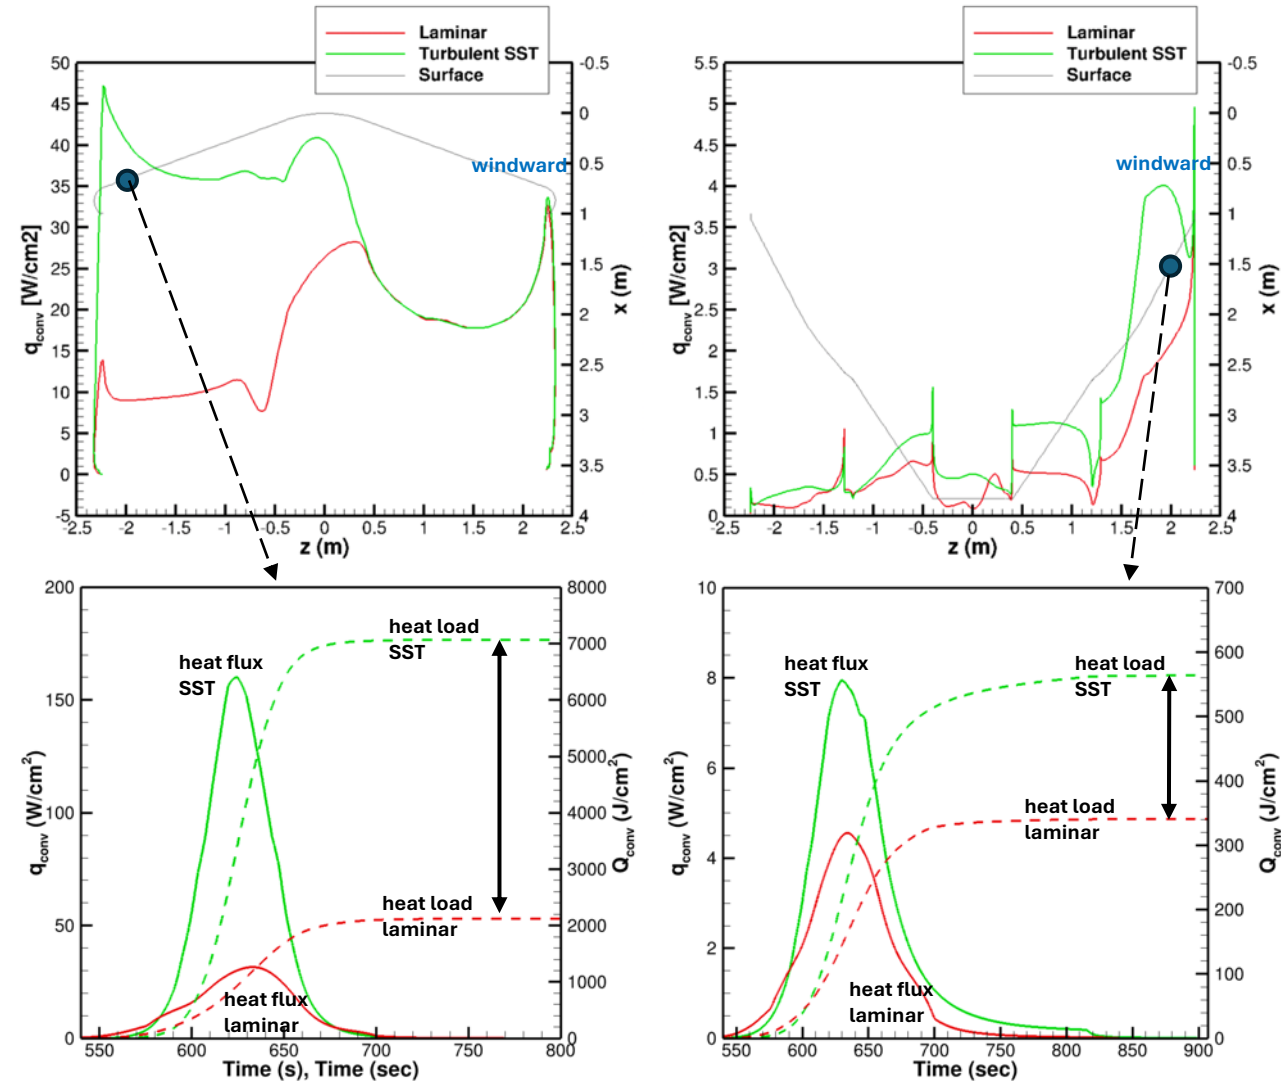 Laminar
Turbulent SST
Surface
50
45
40
35
30
25
20
15
10
5
0
-5
q_conv [W/cm2]
-0.5
0
0.5
1
1.5
2
2.5
3
3.5
4
x (m)
windward
-2.5 -2 -1.5 -1 -0.5 0 0.5 1 1.5 2 2.5
z (m)
Laminar
Turbulent SST
Surface
5.5
5
4.5
4
3.5
3
2.5
2
1.5
1
0.5
0
q_conv [W/cm2]
-0.5
0
0.5
1
1.5
2
2.5
3
3.5
4
x (m)
windward
-2.5 -2 -1.5 -1 -0.5 0 0.5 1 1.5 2 2.5
z (m)
200
150
100
50
0
q_conv (W/cm²)
8000
7000
6000
5000
4000
3000
2000
1000
0
Q_conv (J/cm²)
heat load
SST
heat flux
SST
heat load
laminar
heat flux
laminar
550 600 650 700 750 800
Time (s), Time (sec)
10
8
6
4
2
0
q_conv (W/cm²)
700
600
500
400
300
200
100
0
Q_conv (J/cm²)
heat flux
SST
heat load
SST
heat load
laminar
heat flux
laminar
550 600 650 700 750 800 850 900
Time (sec)